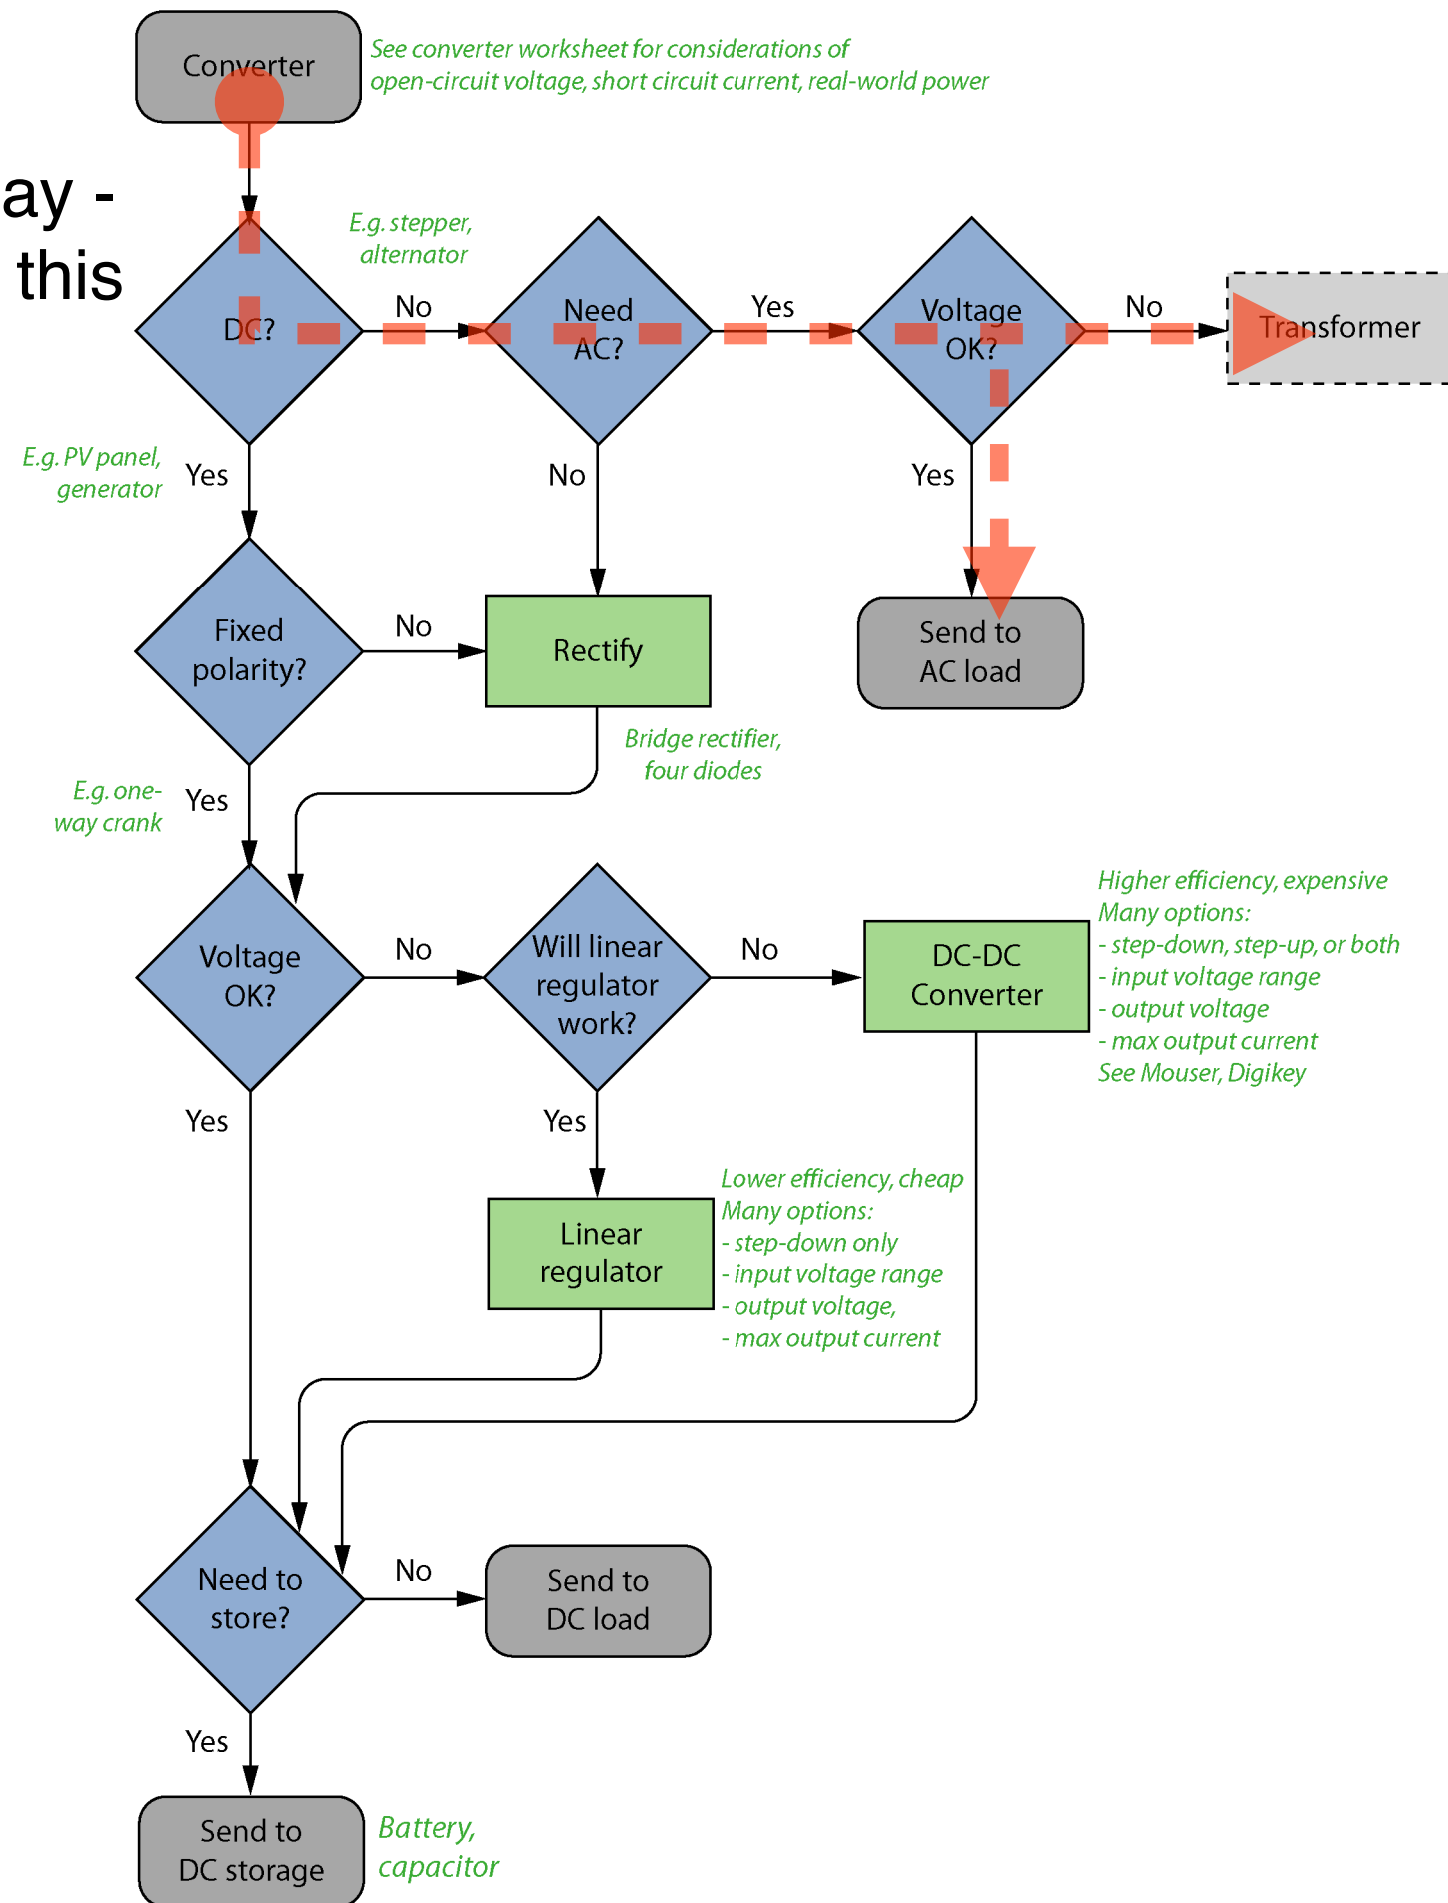 Converter
See converter worksheet for considerations of
open-circuit voltage, short circuit current, real-world power
ay -
this
E.g. stepper,
alternator
DC?
No
Need
AC?
Yes
Voltage
OK?
No
Transformer
E.g. PV panel,
generator
Yes
No
Yes
Fixed
polarity?
No
Rectify
Send to
AC load
Bridge rectifier,
four diodes
E.g. one-
way crank
Yes
Voltage
OK?
No
Will linear
regulator
work?
No
DC-DC
Converter
Higher efficiency, expensive
Many options:
- step-down, step-up, or both
- input voltage range
- output voltage
- max output current
See Mouser, Digikey
Yes
Yes
Linear
regulator
Lower efficiency, cheap
Many options:
- step-down only
- input voltage range
- output voltage,
- max output current
Need to
store?
No
Send to
DC load
Yes
Send to
DC storage
Battery,
capacitor